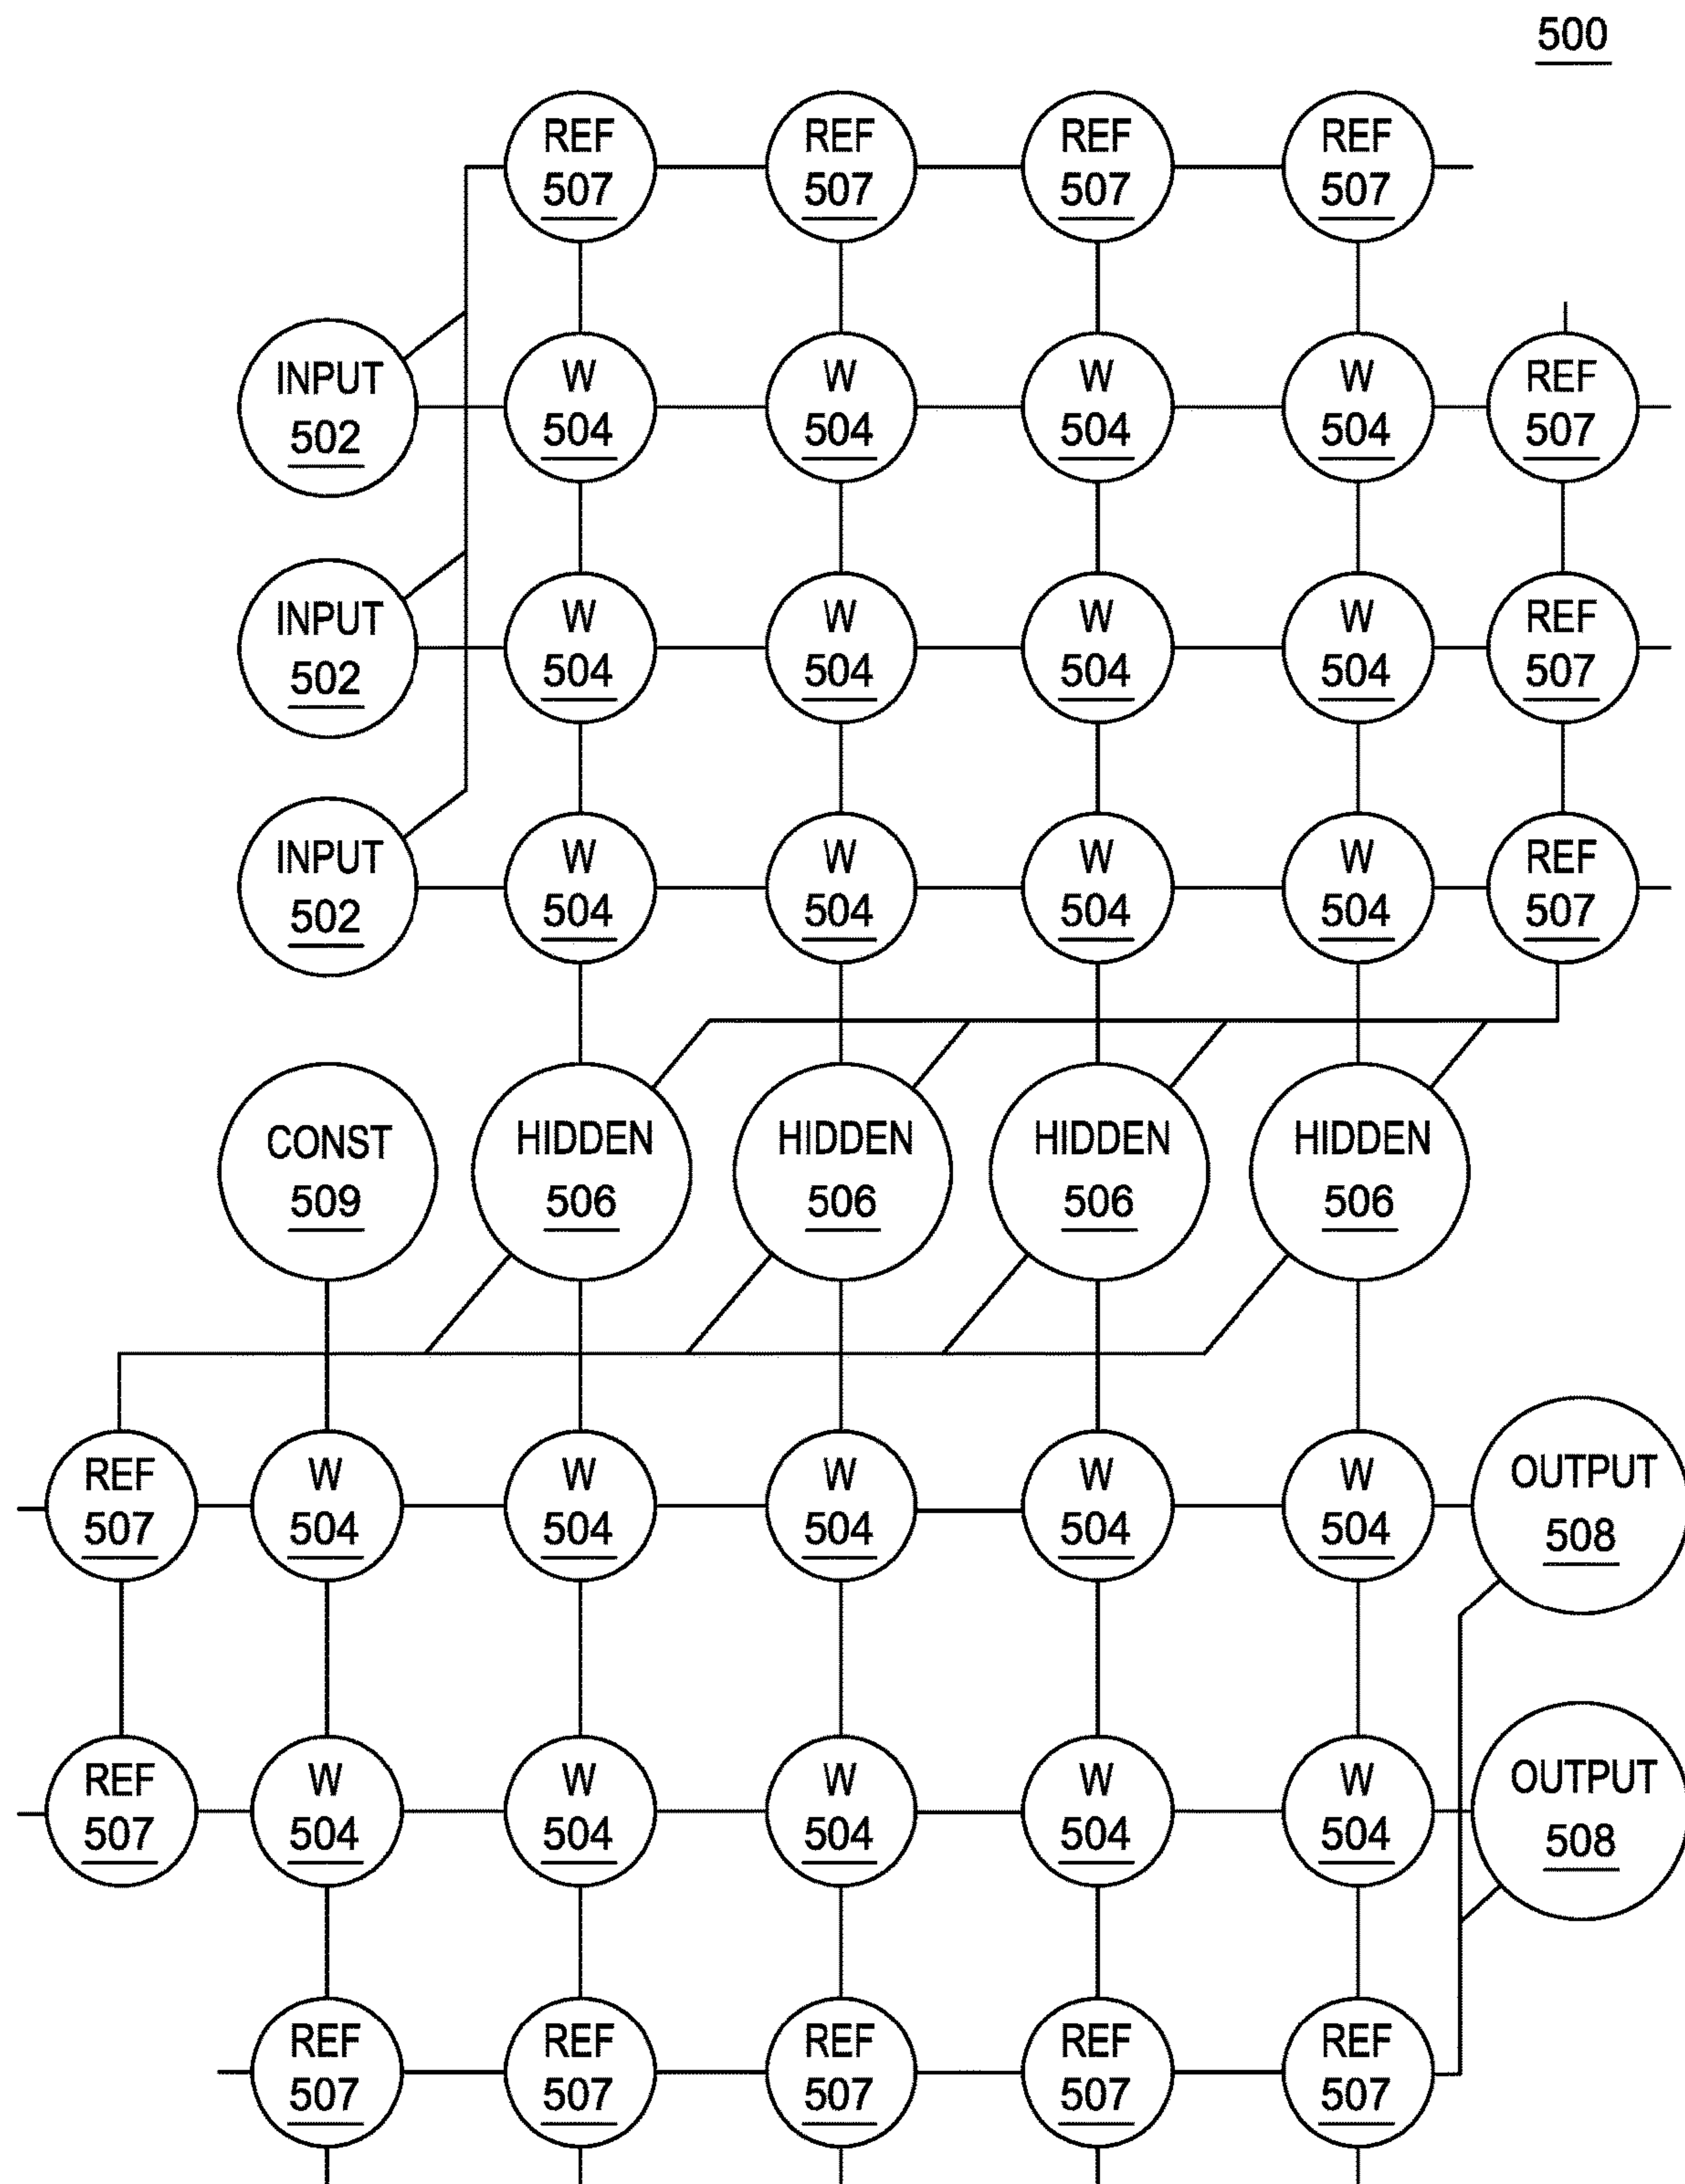 500
REF REF REF REF
507 507 507 507
INPUT W W W W REF
502 504 504 504 504 507
INPUT W W W W REF
502 504 504 504 504 507
INPUT W W W W REF
502 504 504 504 504 507
CONST HIDDEN HIDDEN HIDDEN HIDDEN
509 506 506 506 506
REF W W W W W OUTPUT
507 504 504 504 504 504 508
REF W W W W W OUTPUT
507 504 504 504 504 504 508
REF REF REF REF REF
507 507 507 507 507